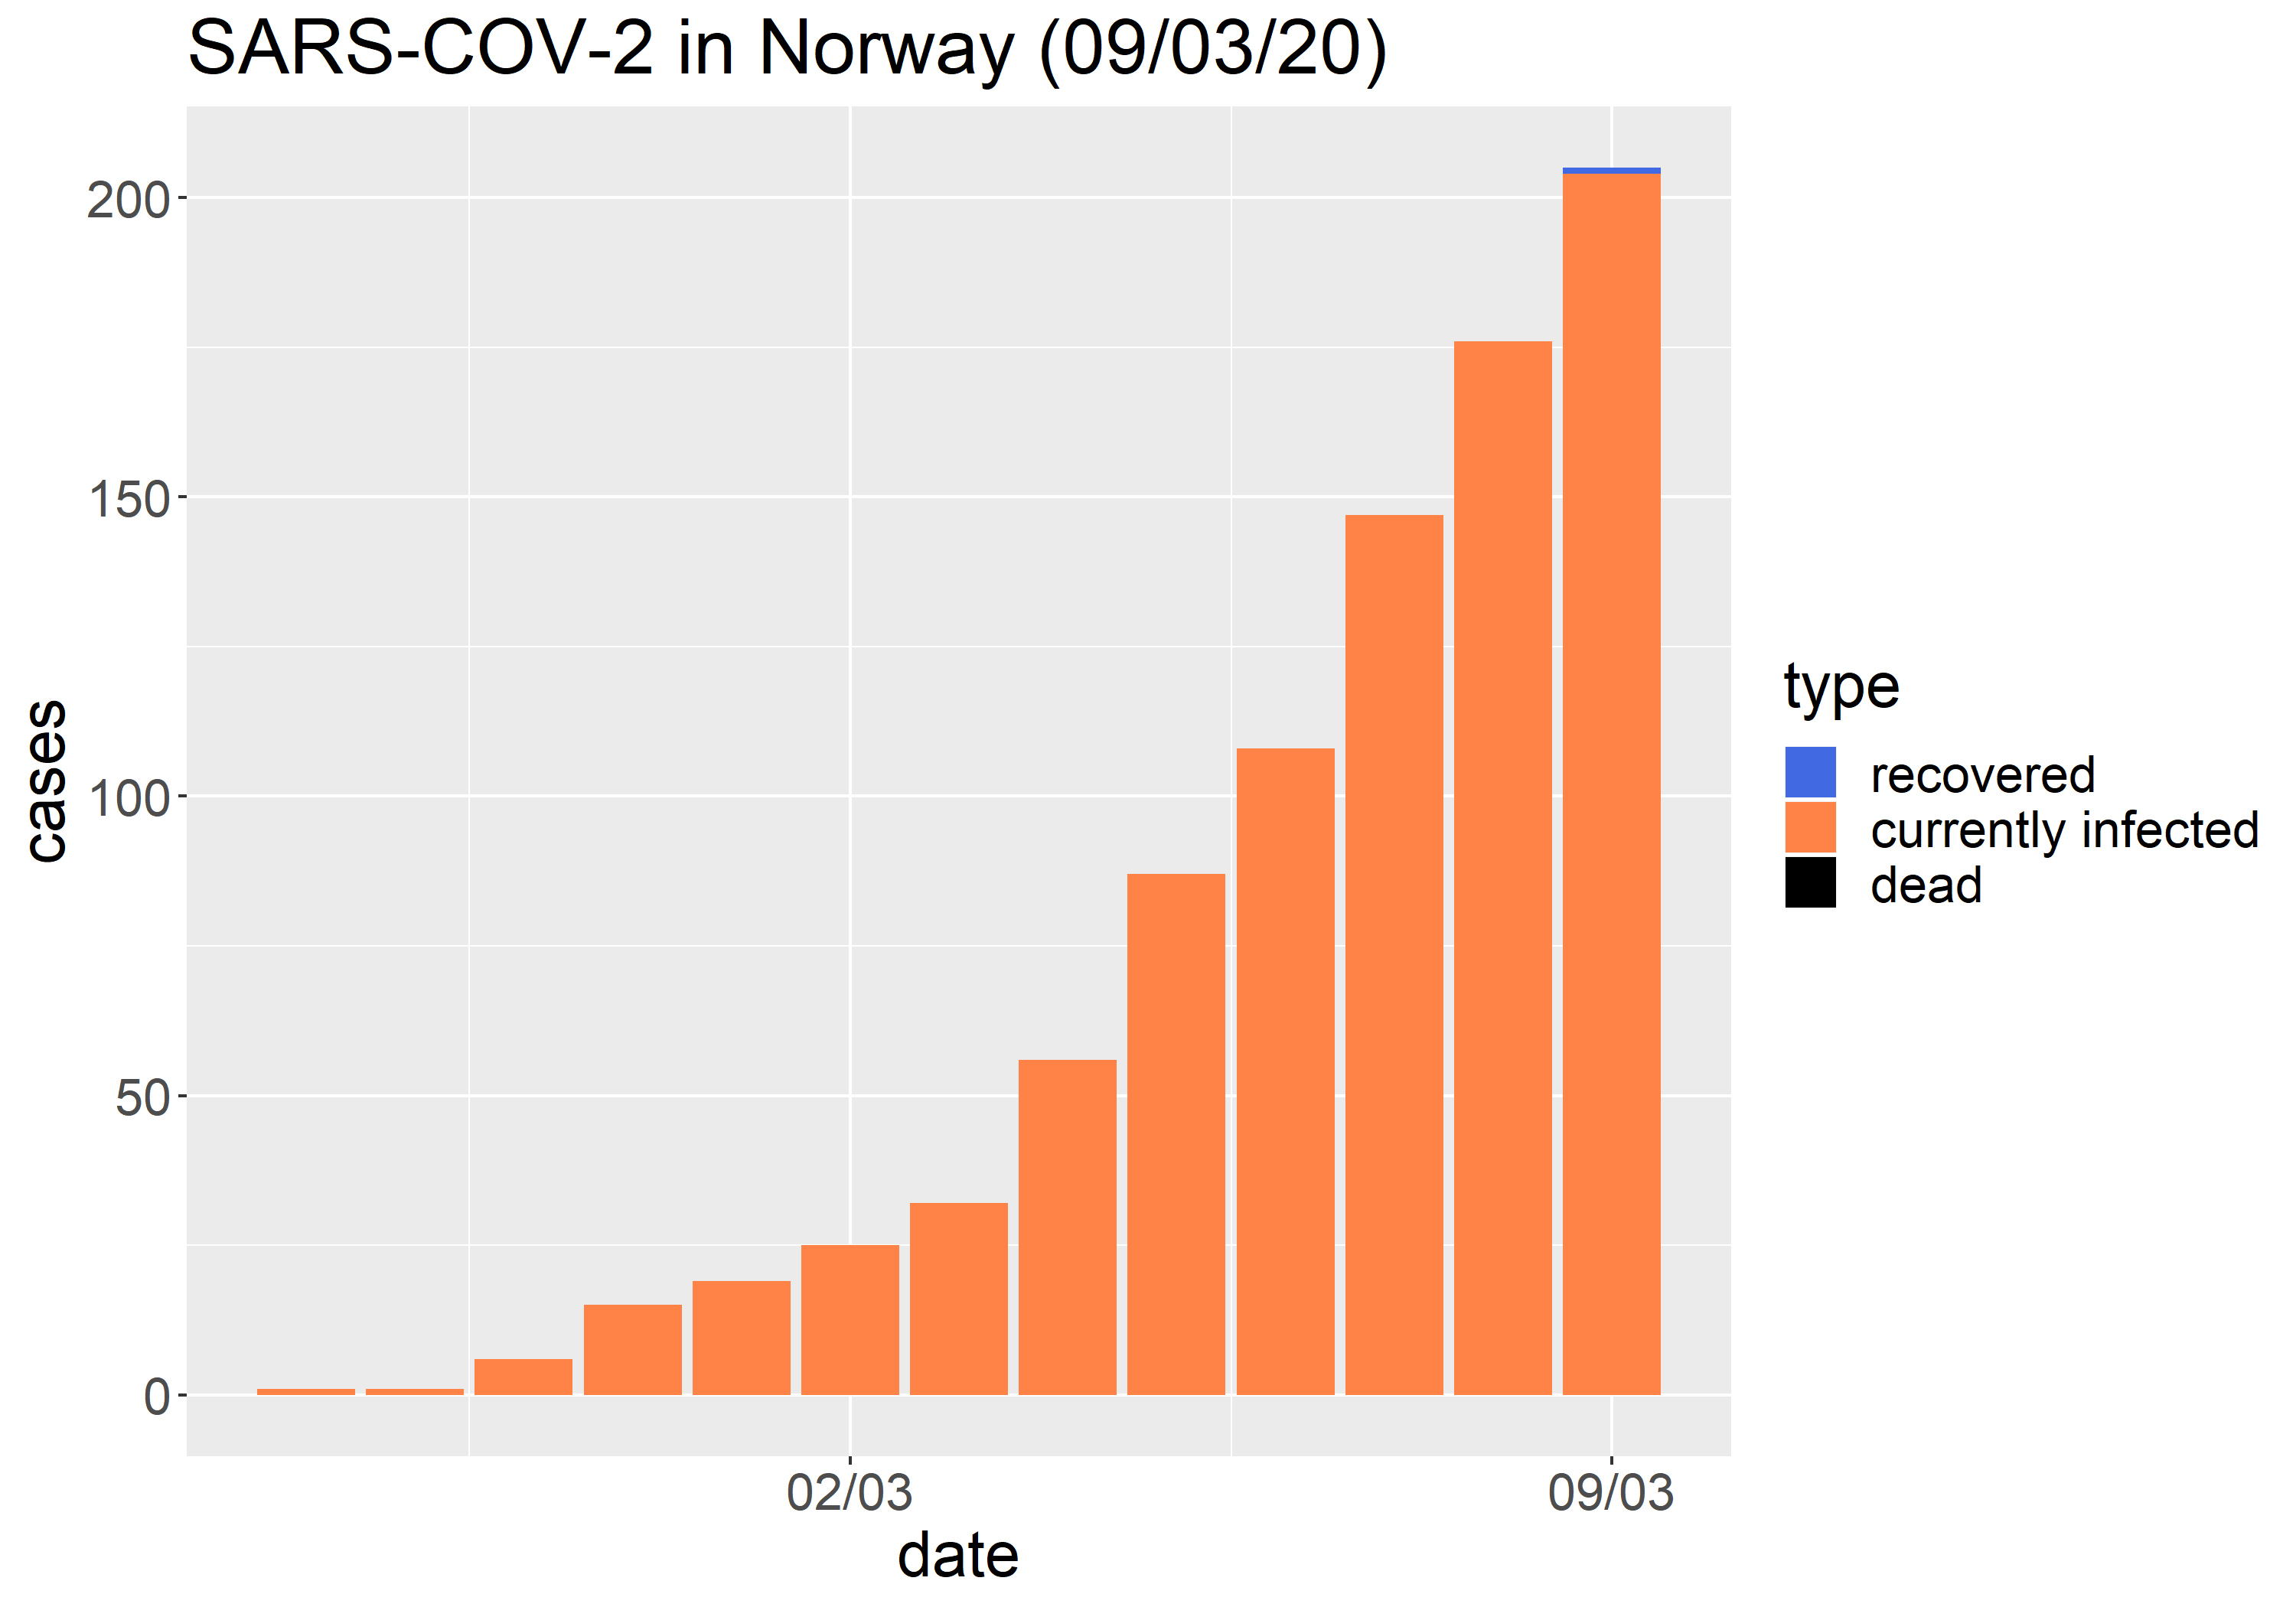 SARS-COV-2 in Norway (09/03/20)
200
150
100
50
0
cases
02/03
09/03
date
type
recovered
currently infected
dead